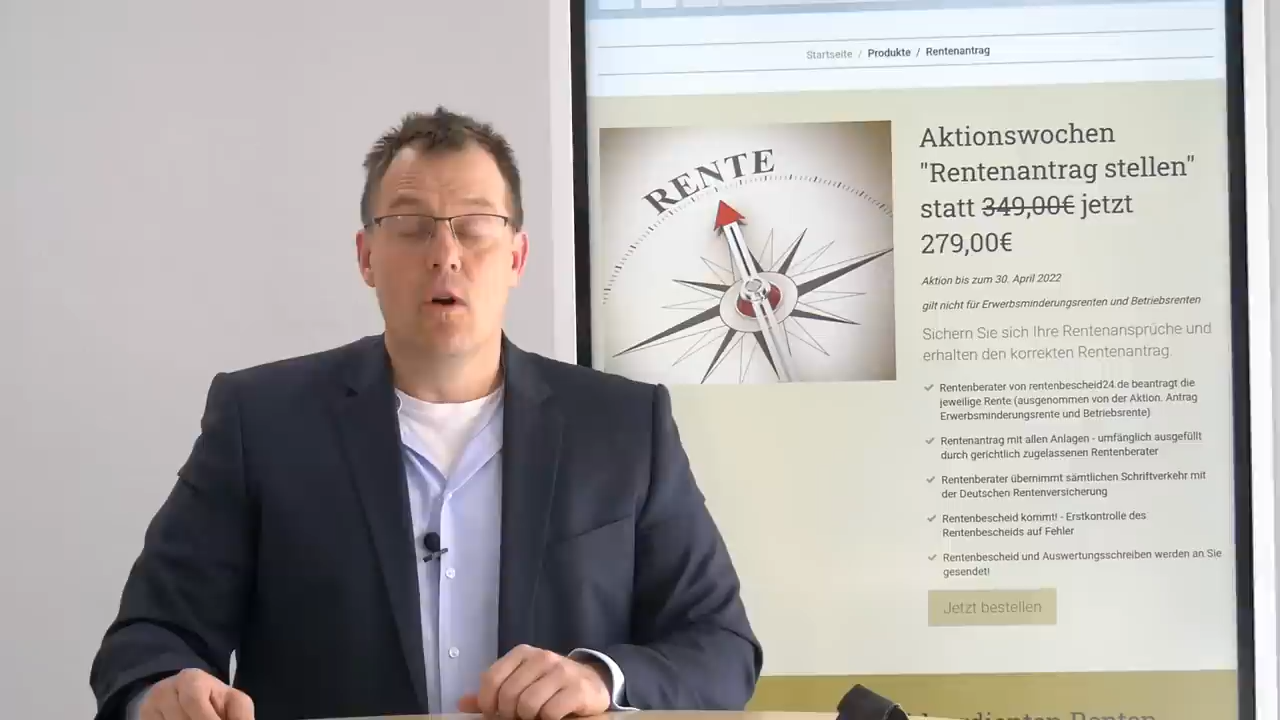 Startseite / Produkte / Rentenantrag
RENTE
Aktionswochen
"Rentenantrag stellen"
statt 349,00€ jetzt
279,00€
Aktion bis zum 30. April 2022
gilt nicht für Erwerbsminderungsrenten und Betriebsrenten
Sichern Sie sich Ihre Rentenansprüche und
erhalten den korrekten Rentenantrag.
Rentenberater von rentenbescheid24.de beantragt die
jeweilige Rente (ausgenommen von der Aktion. Antrag
Erwerbsminderungsrente und Betriebsrente)
Rentenantrag mit allen Anlagen - umfänglich ausgefüllt
durch gerichtlich zugelassenen Rentenberater
Rentenberater übernimmt sämtlichen Schriftverkehr mit
der Deutschen Rentenversicherung
Rentenbescheid kommt! - Erstkontrolle des
Rentenbescheids auf Fehler
Rentenbescheid und Auswertungsschreiben werden an Sie
gesendet!
Jetzt bestellen